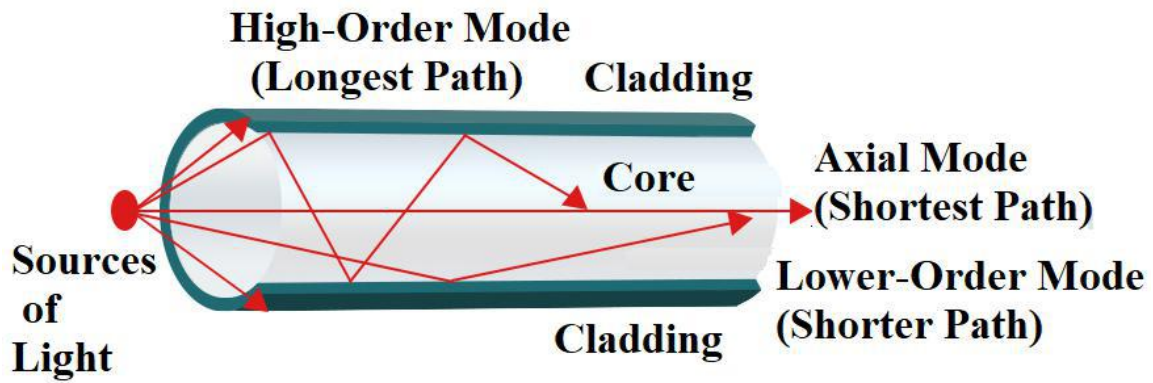 High-Order Mode
(Longest Path)
Cladding
Core
Axial Mode
(Shortest Path)
Sources
of
Light
Lower-Order Mode
(Shorter Path)
Cladding